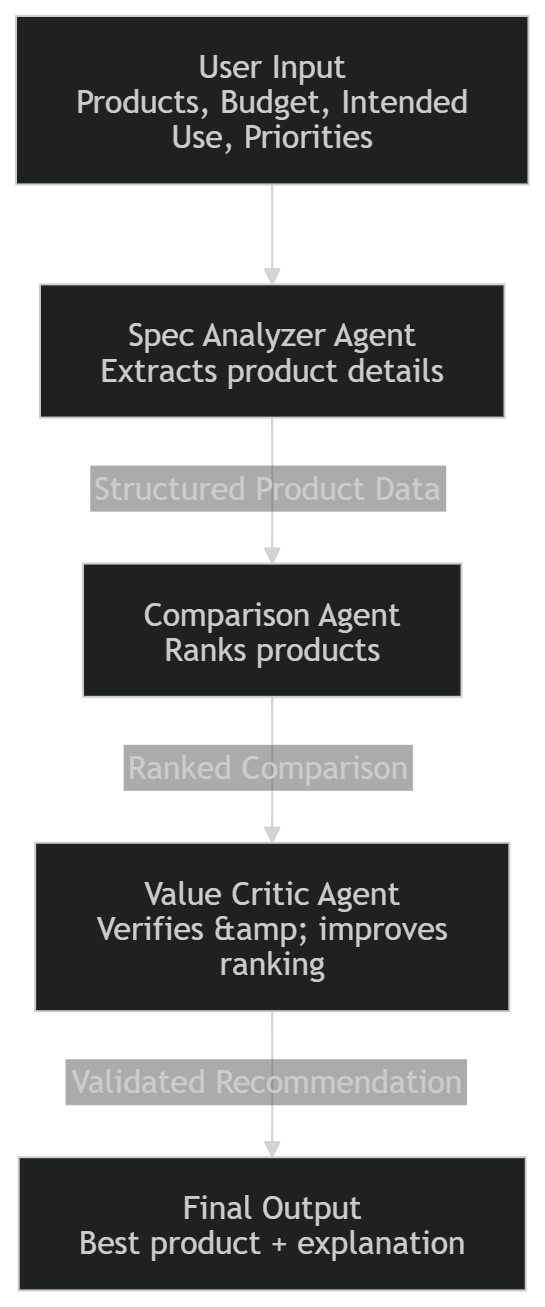 User Input
Products, Budget, Intended
Use, Priorities
Spec Analyzer Agent
Extracts product details
Structured Product Data
Comparison Agent
Ranks products
Ranked Comparison
Value Critic Agent
Verifies &amp; improves
ranking
Validated Recommendation
Final Output
Best product + explanation